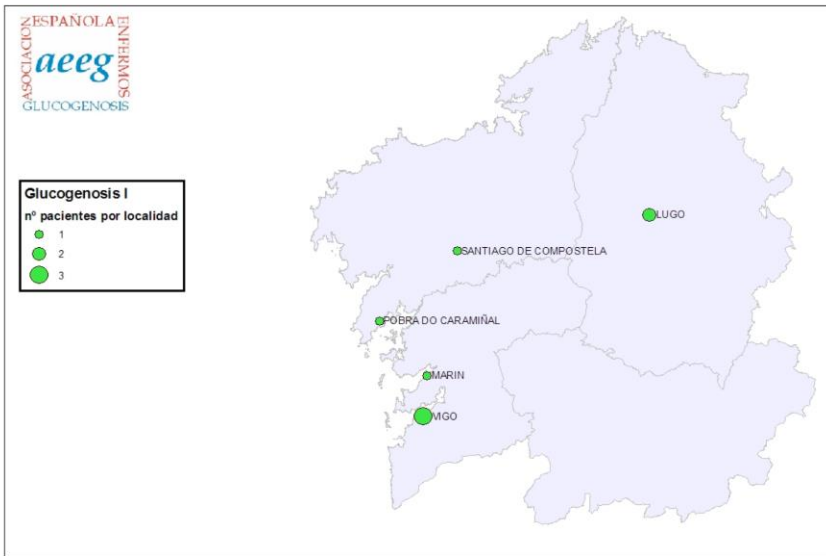 ESPAÑOLA
ASOCIACION
aeeg
ENFERMOS
GLUCOGENOSIS
Glucogenosis I
nº pacientes por localidad
1
2
3
LUGO
SANTIAGO DE COMPOSTELA
POBRA DO CARAMIÑAL
MARIN
VIGO